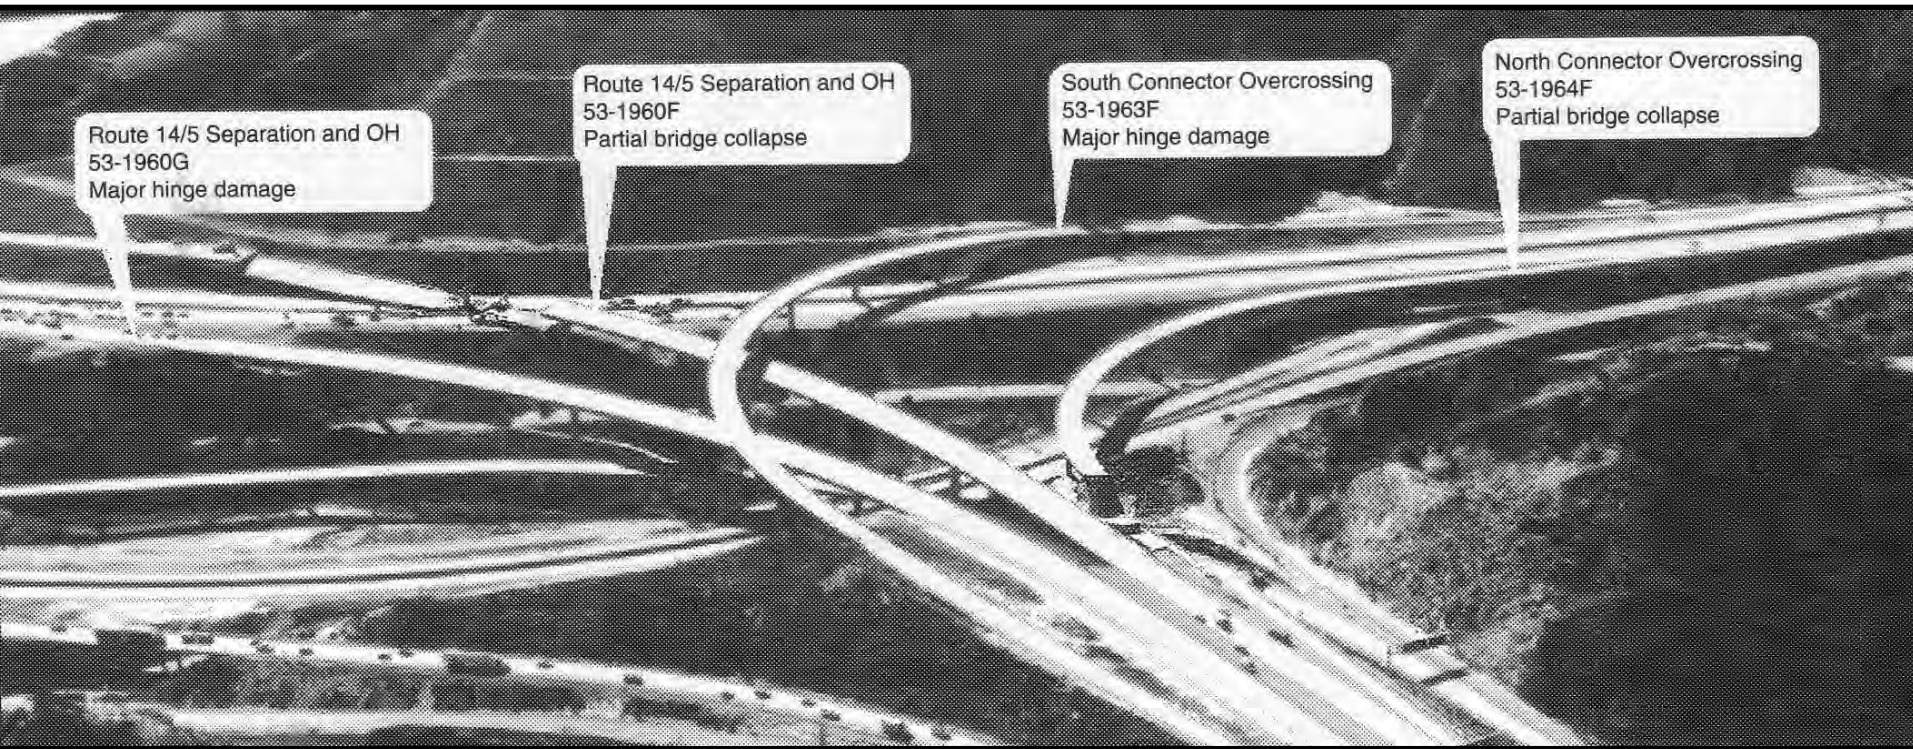 Route 14/5 Separation and OH
53-1960G
Major hinge damage
Route 14/5 Separation and OH
53-1960F
Partial bridge collapse
South Connector Overcrossing
53-1963F
Major hinge damage
North Connector Overcrossing
53-1964F
Partial bridge collapse